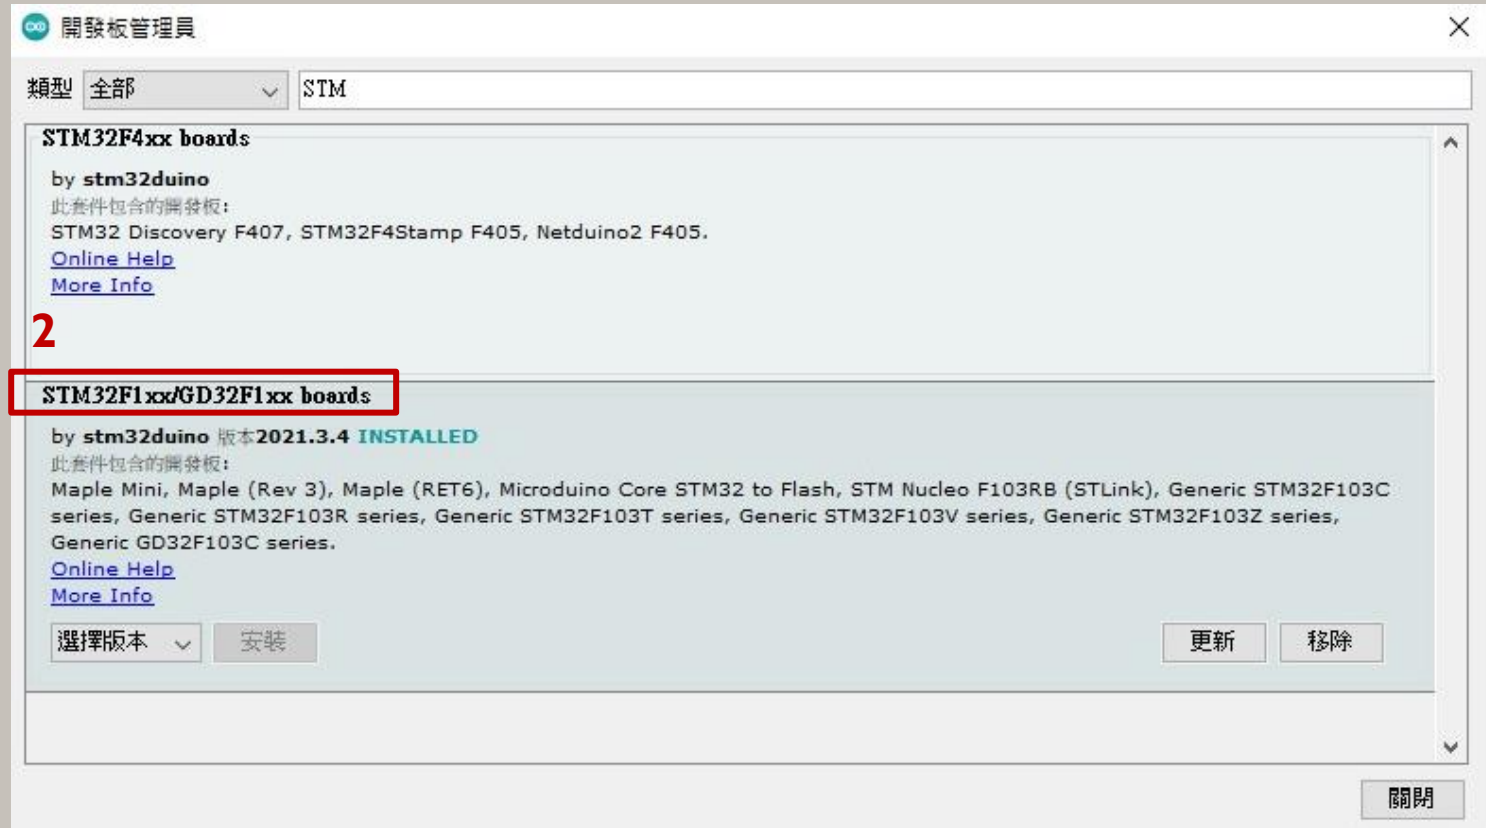 開發板管理員
類型 全部 STM
STM32F4xx boards
by stm32duino
此套件包含的開發板:
STM32 Discovery F407, STM32F4Stamp F405, Netduino2 F405.
Online Help
More Info
2
STM32F1xx/GD32F1xx boards
by stm32duino 版本2021.3.4 INSTALLED
此套件包含的開發板:
Maple Mini, Maple (Rev 3), Maple (RET6), Microduino Core STM32 to Flash, STM Nucleo F103RB (STLink), Generic STM32F103C
series, Generic STM32F103R series, Generic STM32F103T series, Generic STM32F103V series, Generic STM32F103Z series,
Generic GD32F103C series.
Online Help
More Info
選擇版本 安裝 更新 移除
關閉